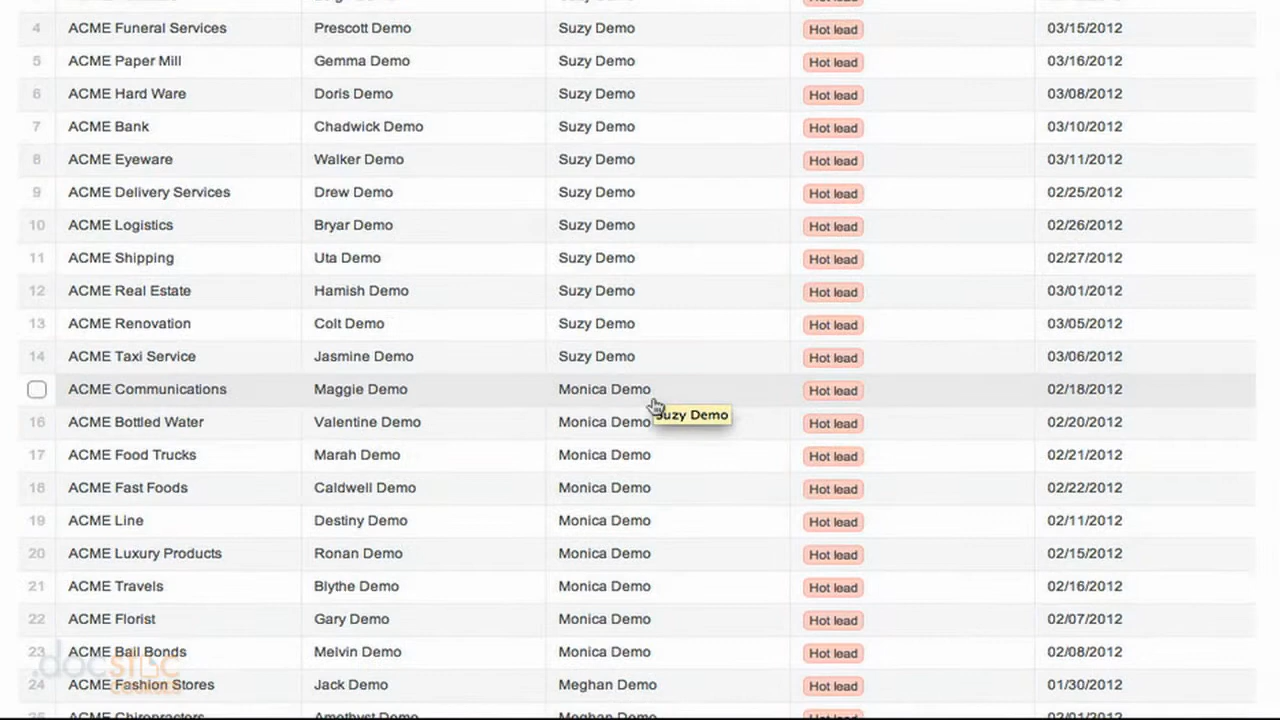 4 ACME Funeral Services Prescott Demo Suzy Demo Hot lead 03/15/2012
5 ACME Paper Mill Gemma Demo Suzy Demo Hot lead 03/16/2012
6 ACME Hard Ware Doris Demo Suzy Demo Hot lead 03/08/2012
7 ACME Bank Chadwick Demo Suzy Demo Hot lead 03/10/2012
8 ACME Eyeware Walker Demo Suzy Demo Hot lead 03/11/2012
9 ACME Delivery Services Drew Demo Suzy Demo Hot lead 02/25/2012
10 ACME Logistics Bryar Demo Suzy Demo Hot lead 02/26/2012
11 ACME Shipping Uta Demo Suzy Demo Hot lead 02/27/2012
12 ACME Real Estate Hamish Demo Suzy Demo Hot lead 03/01/2012
13 ACME Renovation Colt Demo Suzy Demo Hot lead 03/05/2012
14 ACME Taxi Service Jasmine Demo Suzy Demo Hot lead 03/06/2012
ACME Communications Maggie Demo Monica Demo Hot lead 02/18/2012
Suzy Demo
16 ACME Bottled Water Valentine Demo Monica Demo Hot lead 02/20/2012
17 ACME Food Trucks Marah Demo Monica Demo Hot lead 02/21/2012
18 ACME Fast Foods Caldwell Demo Monica Demo Hot lead 02/22/2012
19 ACME Line Destiny Demo Monica Demo Hot lead 02/11/2012
20 ACME Luxury Products Ronan Demo Monica Demo Hot lead 02/15/2012
21 ACME Travels Blythe Demo Monica Demo Hot lead 02/16/2012
22 ACME Florist Gary Demo Monica Demo Hot lead 02/07/2012
23 ACME Bail Bonds Melvin Demo Monica Demo Hot lead 02/08/2012
24 ACME Fashion Stores Jack Demo Meghan Demo Hot lead 01/30/2012
ACME Chiropractors Amethyst Demo Meghan Demo Hot lead 02/01/2012